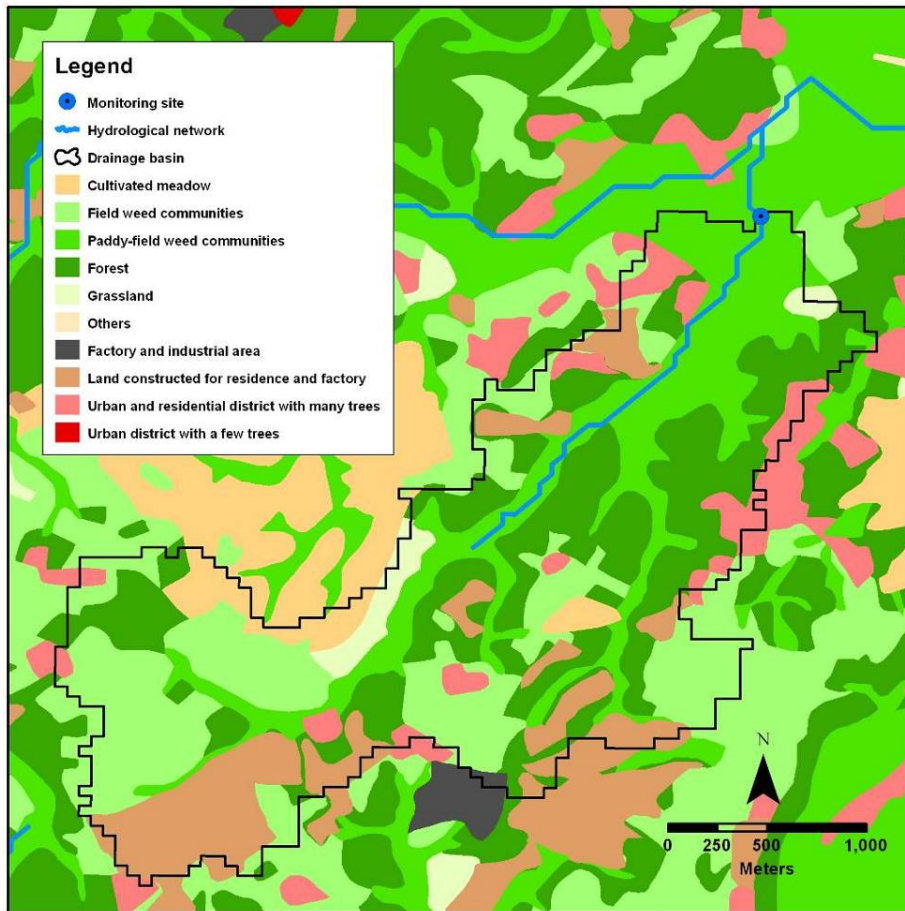 Legend
Monitoring site
Hydrological network
Drainage basin
Cultivated meadow
Field weed communities
Paddy-field weed communities
Forest
Grassland
Others
Factory and industrial area
Land constructed for residence and factory
Urban and residential district with many trees
Urban district with a few trees
N
0 250 500 1,000
Meters